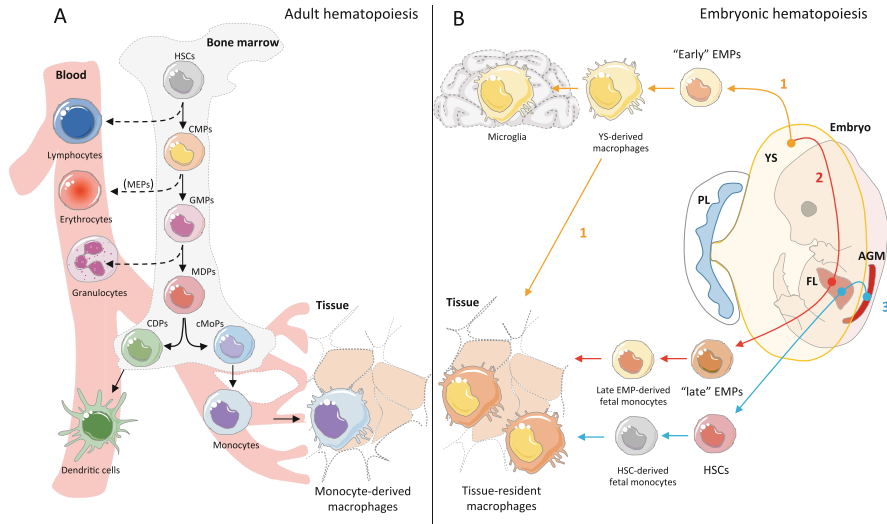 A
Adult hematopoiesis
Bone marrow
HSCs
Blood
Lymphocytes
CMPs
(MEPs)
Erythrocytes
GMPs
Granulocytes
MDPs
CDPs
cMoPs
Tissue
Monocytes
Dendritic cells
Monocyte-derived
macrophages
B
Embryonic hematopoiesis
"Early" EMPs
1
Microglia
YS-derived
macrophages
Embryo
YS
2
PL
1
AGM
FL
3
Tissue
Late EMP-derived
fetal monocytes
"late" EMPs
HSC-derived
fetal monocytes
HSCs
Tissue-resident
macrophages